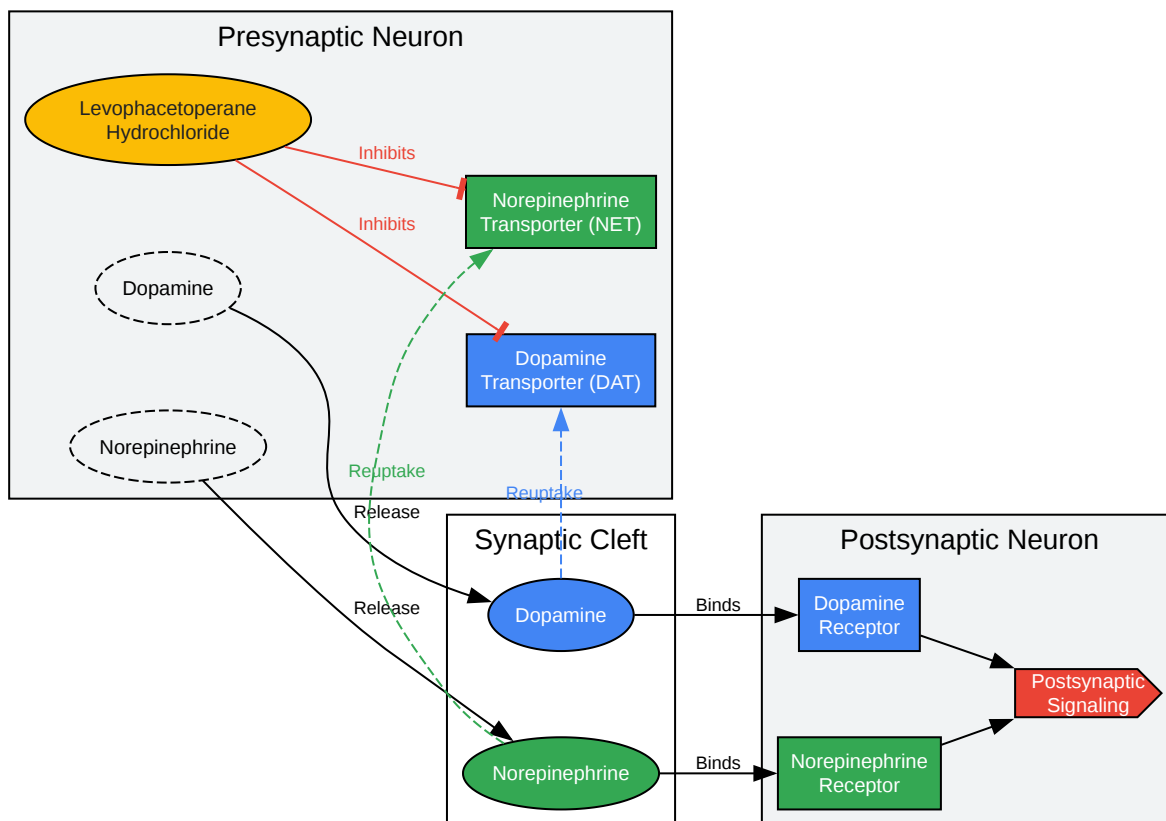 Presynaptic Neuron
Levophacetoperane
Hydrochloride
Inhibits
Norepinephrine
Transporter (NET)
Inhibits
Dopamine
Dopamine
Transporter (DAT)
Norepinephrine
Reuptake
Reuptake
Release
Synaptic Cleft
Postsynaptic Neuron
Release
Dopamine
Binds
Dopamine
Receptor
Postsynaptic
Signaling
Norepinephrine
Binds
Norepinephrine
Receptor